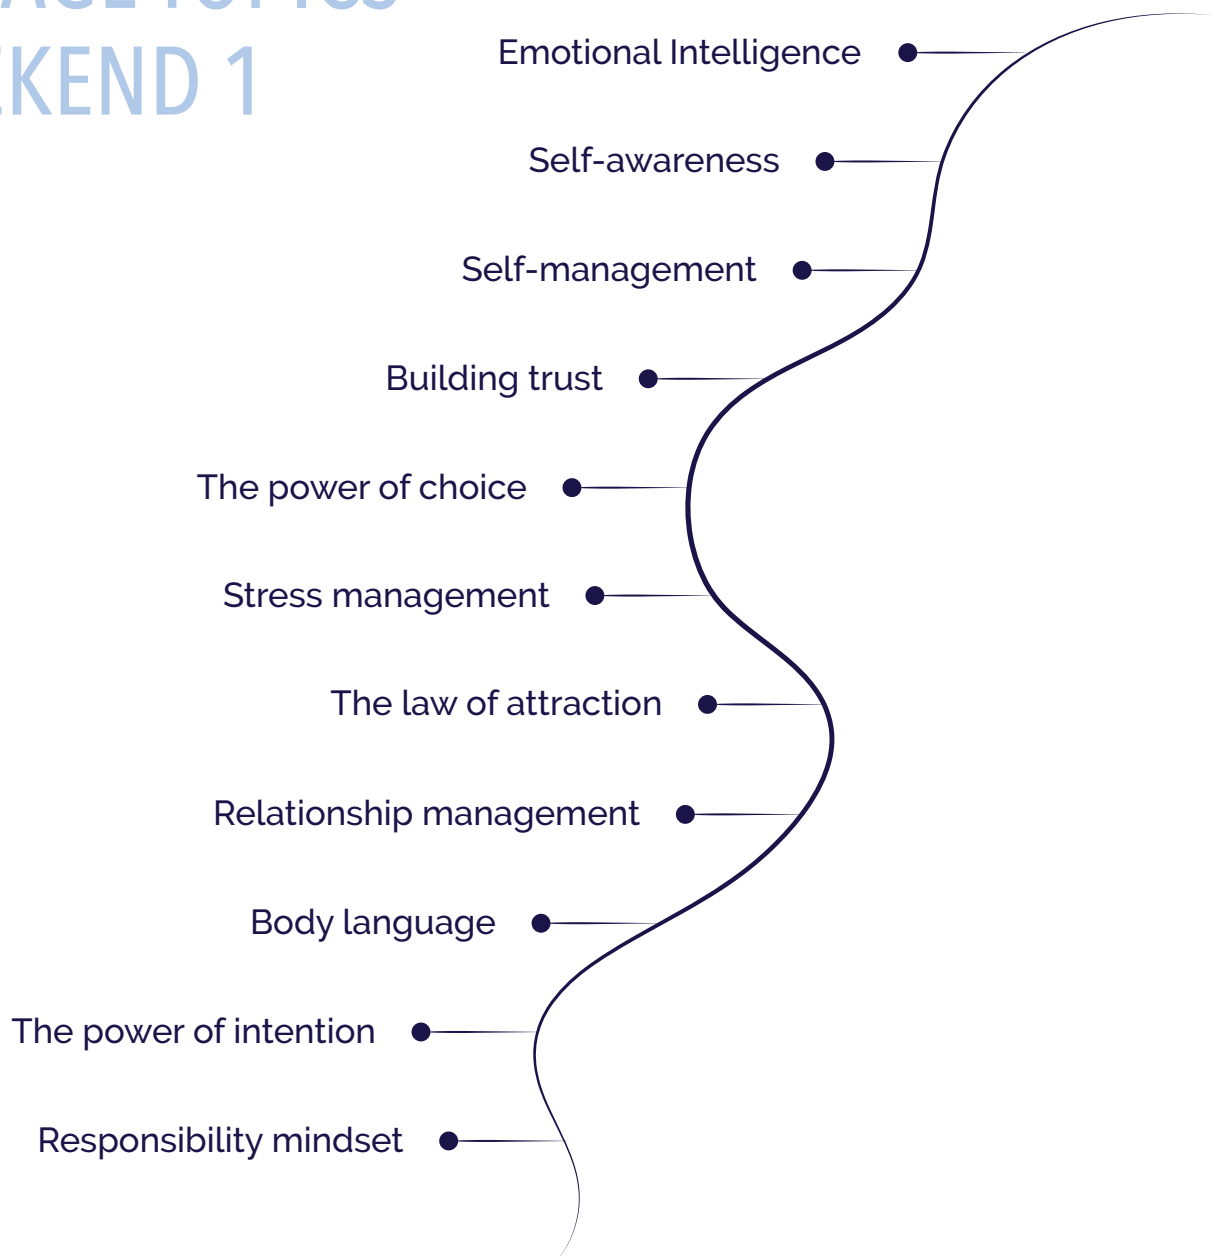 TOPICS
1
Emotional Intelligence
Self-awareness
Self-management
Building trust
The power of choice
Stress management
The law of attraction
Relationship management
Body language
The power of intention
Responsibility mindset